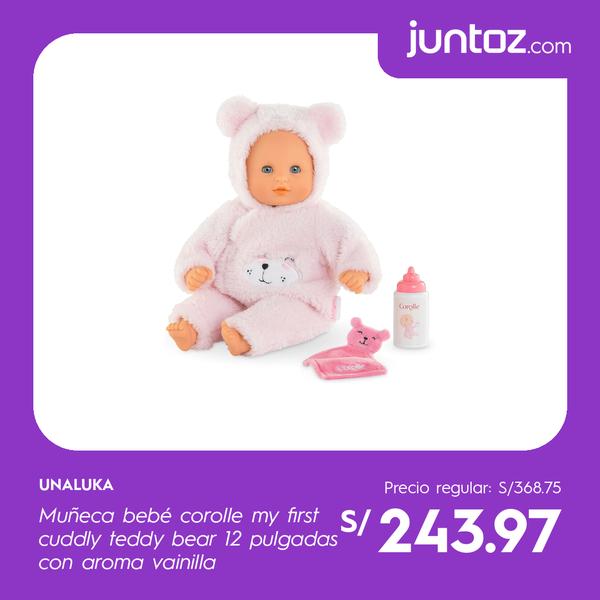 juntoz.com
Corolle
UNALUKA
Muñeca bebé corolle my first
cuddly teddy bear 12 pulgadas
con aroma vainilla
Precio regular: S/368.75
S/ 243.97